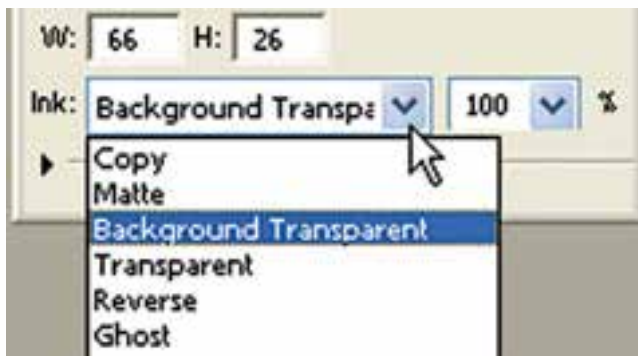 W: 66 H: 26
Ink: Background Transpa 100 %
Copy
Matte
Background Transparent
Transparent
Reverse
Ghost